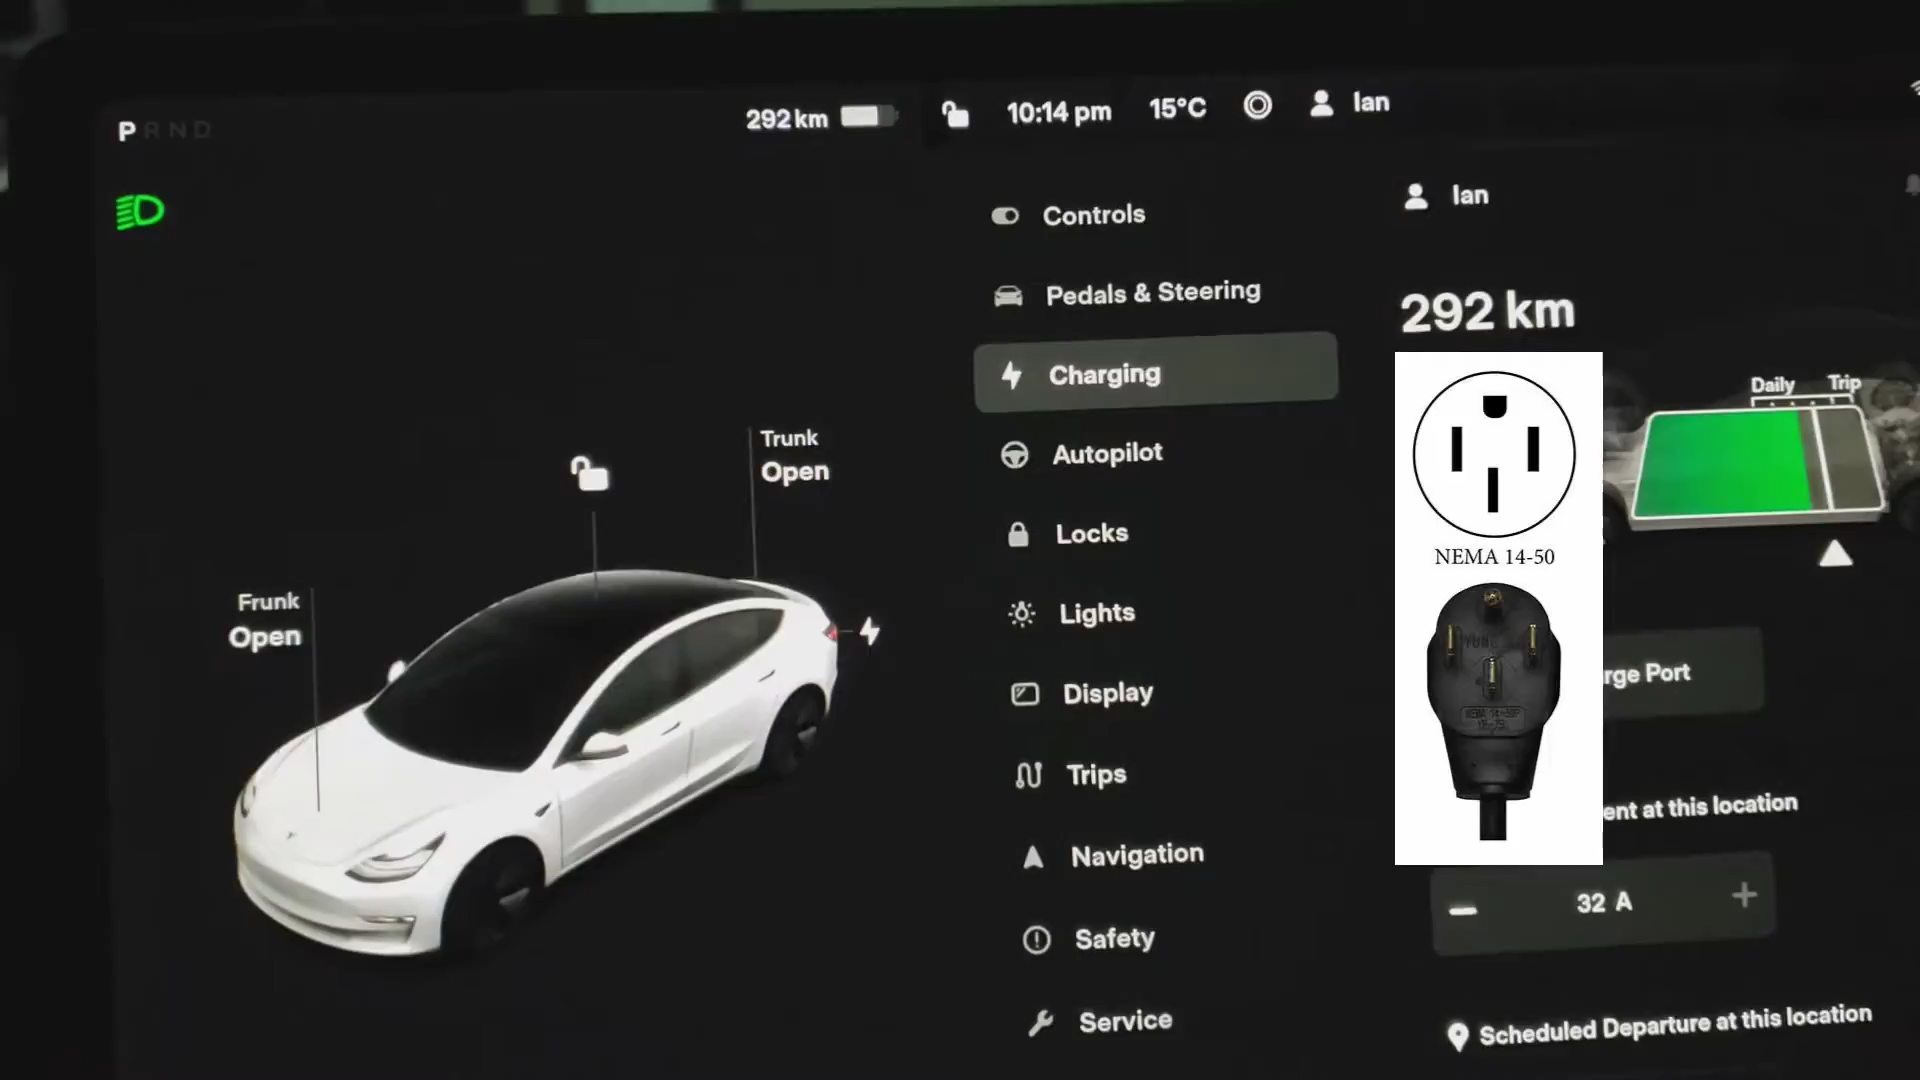 P R N D
292 km
10:14 pm
15°C
Ian
Controls
Pedals & Steering
Charging
Autopilot
Locks
Lights
Display
Trips
Navigation
Safety
Service
Trunk
Open
Frunk
Open
Ian
292 km
Daily
Trip
NEMA 14-50
rge Port
ent at this location
32 A
Scheduled Departure at this location